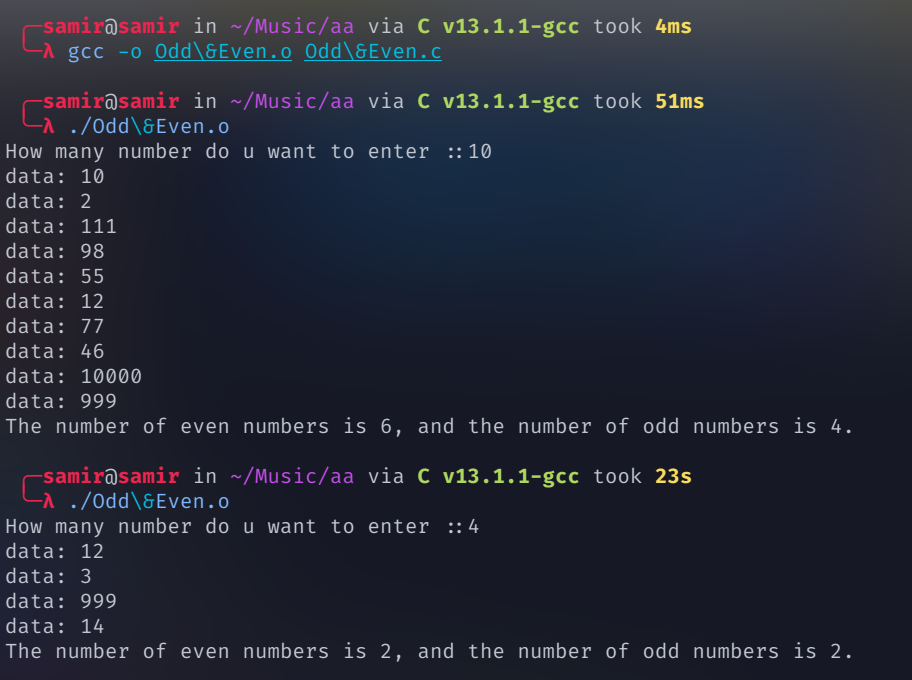 samir@samir in ~/Music/aa via C v13.1.1-gcc took 4ms
λ gcc -o Odd\&Even.o Odd\&Even.c
samir@samir in ~/Music/aa via C v13.1.1-gcc took 51ms
λ ./Odd\&Even.o
How many number do u want to enter ::10
data: 10
data: 2
data: 111
data: 98
data: 55
data: 12
data: 77
data: 46
data: 10000
data: 999
The number of even numbers is 6, and the number of odd numbers is 4.
samir@samir in ~/Music/aa via C v13.1.1-gcc took 23s
λ ./Odd\&Even.o
How many number do u want to enter ::4
data: 12
data: 3
data: 999
data: 14
The number of even numbers is 2, and the number of odd numbers is 2.